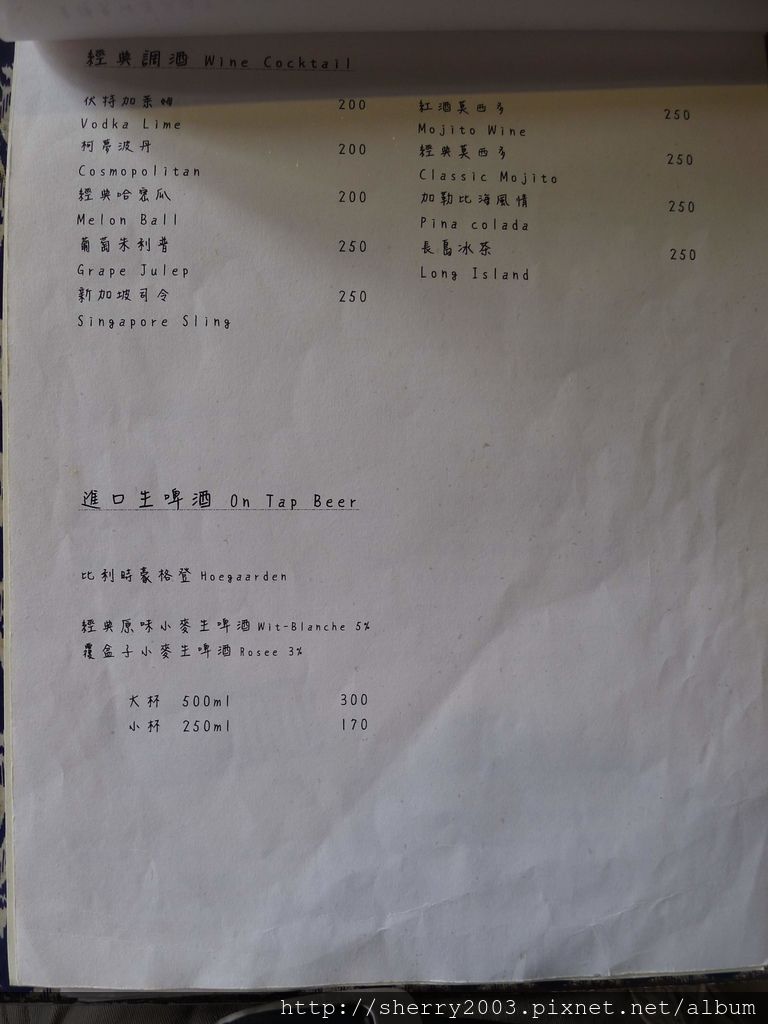 經典調酒 Wine Cocktail
伏特加萊姆 200
Vodka Lime
柯夢波丹 200
Cosmopolitan
經典哈密瓜 200
Melon Ball
葡萄朱利普 250
Grape Julep
新加坡司令 250
Singapore Sling
紅酒莫西多 250
Mojito Wine
經典莫西多 250
Classic Mojito
加勒比海風情 250
Pina colada
長島冰茶 250
Long Island
進口生啤酒 On Tap Beer
比利時豪格登 Hoegaarden
經典原味小麥生啤酒 Wit-Blanche 5%
覆盆子小麥生啤酒 Rosee 3%
大杯 500ml 300
小杯 250ml 170
http://sherry2003.pixnet.net/album